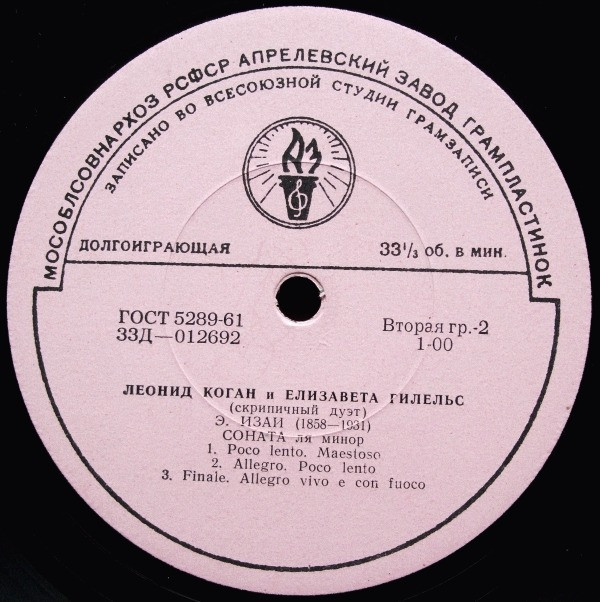 МОСОБЛСОВНАРХОЗ РСФСР АПРЕЛЕВСКИЙ ЗАВОД ГРАМПЛАСТИНОК
ЗАПИСАНО ВО ВСЕСОЮЗНОЙ СТУДИИ ГРАМЗАПИСИ
АЗ
ДОЛГОИГРАЮЩАЯ
33⅓ об. в мин.
ГОСТ 5289-61
33Д—012692
Вторая гр.-2
1-00
ЛЕОНИД КОГАН и ЕЛИЗАВЕТА ГИЛЕЛЬС
(скрипичный дуэт)
Э. ИЗАИ (1858—1931)
СОНАТА ля минор
1. Poco lento. Maestoso
2. Allegro. Poco lento
3. Finale. Allegro vivo e con fuoco